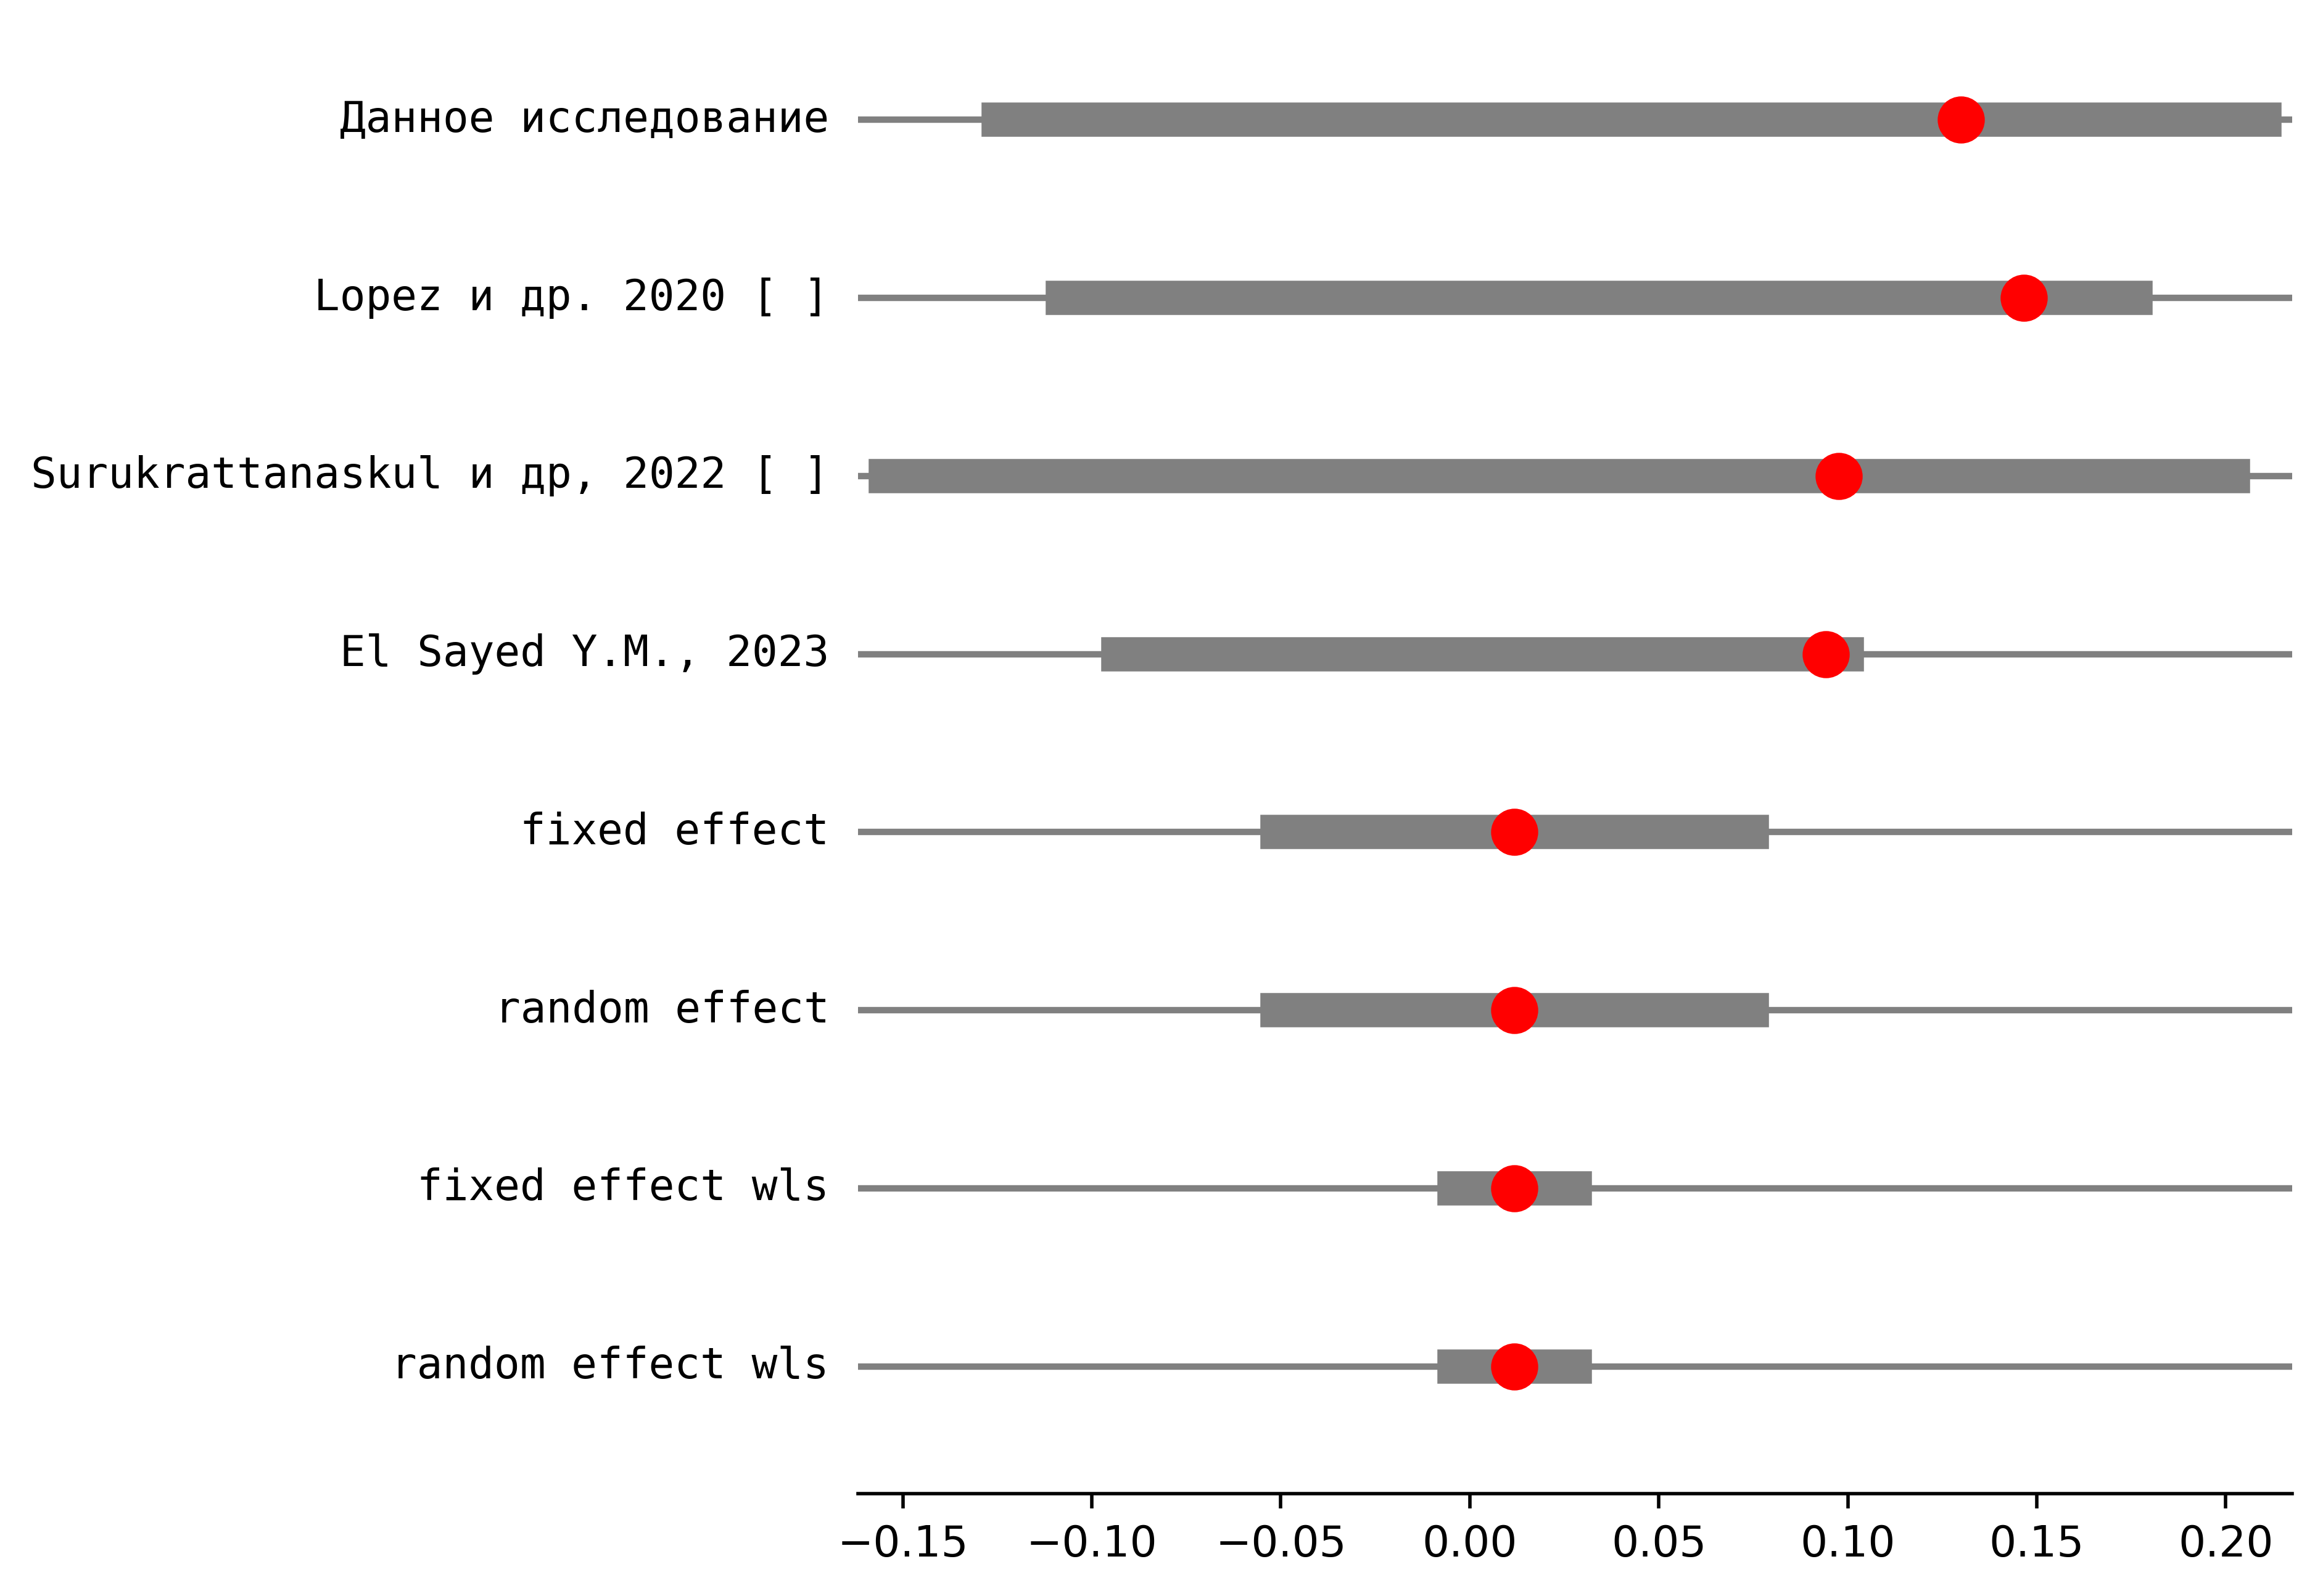 Данное исследование
Lopez и др. 2020 [ ]
Surukrattanaskul и др, 2022 [ ]
El Sayed Y.M., 2023
fixed effect
random effect
fixed effect wls
random effect wls
−0.15 −0.10 −0.05 0.00 0.05 0.10 0.15 0.20